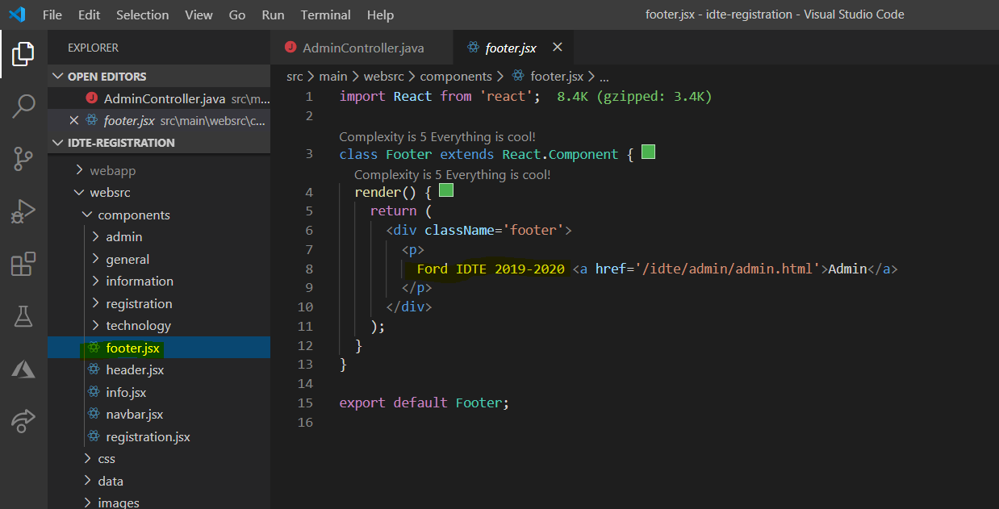 File Edit Selection View Go Run Terminal Help footer.jsx - idte-registration - Visual Studio Code
EXPLORER
OPEN EDITORS
AdminController.java src\m...
footer.jsx src\main\websrc\c...
IDTE-REGISTRATION
webapp
websrc
components
admin
general
information
registration
technology
footer.jsx
header.jsx
info.jsx
navbar.jsx
registration.jsx
css
data
images
AdminController.java footer.jsx
src > main > websrc > components > footer.jsx > ...
1 import React from 'react'; 8.4K (gzipped: 3.4K)
2
Complexity is 5 Everything is cool!
3 class Footer extends React.Component {
Complexity is 5 Everything is cool!
4 render() {
5 return (
6 <div className='footer'>
7 <p>
8 Ford IDTE 2019-2020 <a href='/idte/admin/admin.html'>Admin</a>
9 </p>
10 </div>
11 );
12 }
13 }
14
15 export default Footer;
16